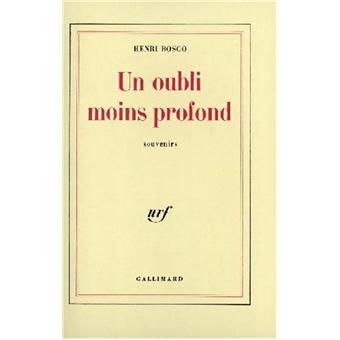 HENRI BOSCO
Un oubli
moins profond
souvenirs
nrf
GALLIMARD